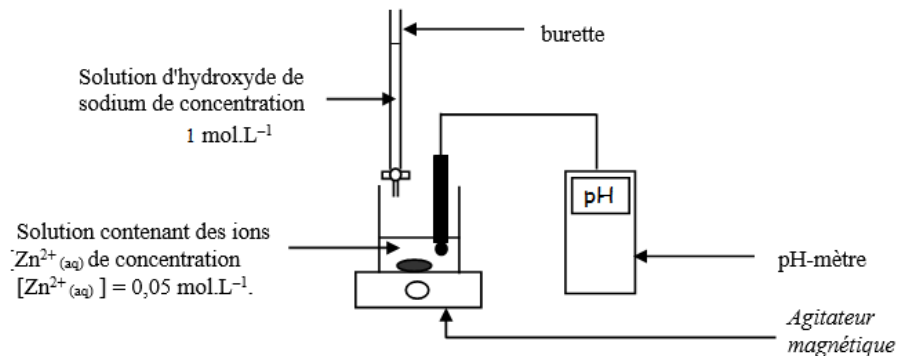 burette
Solution d'hydroxyde de
sodium de concentration
1 mol.L⁻¹
pH
Solution contenant des ions
Zn²⁺ (aq) de concentration
[Zn²⁺ (aq) ] = 0,05 mol.L⁻¹.
pH-mètre
Agitateur
magnétique